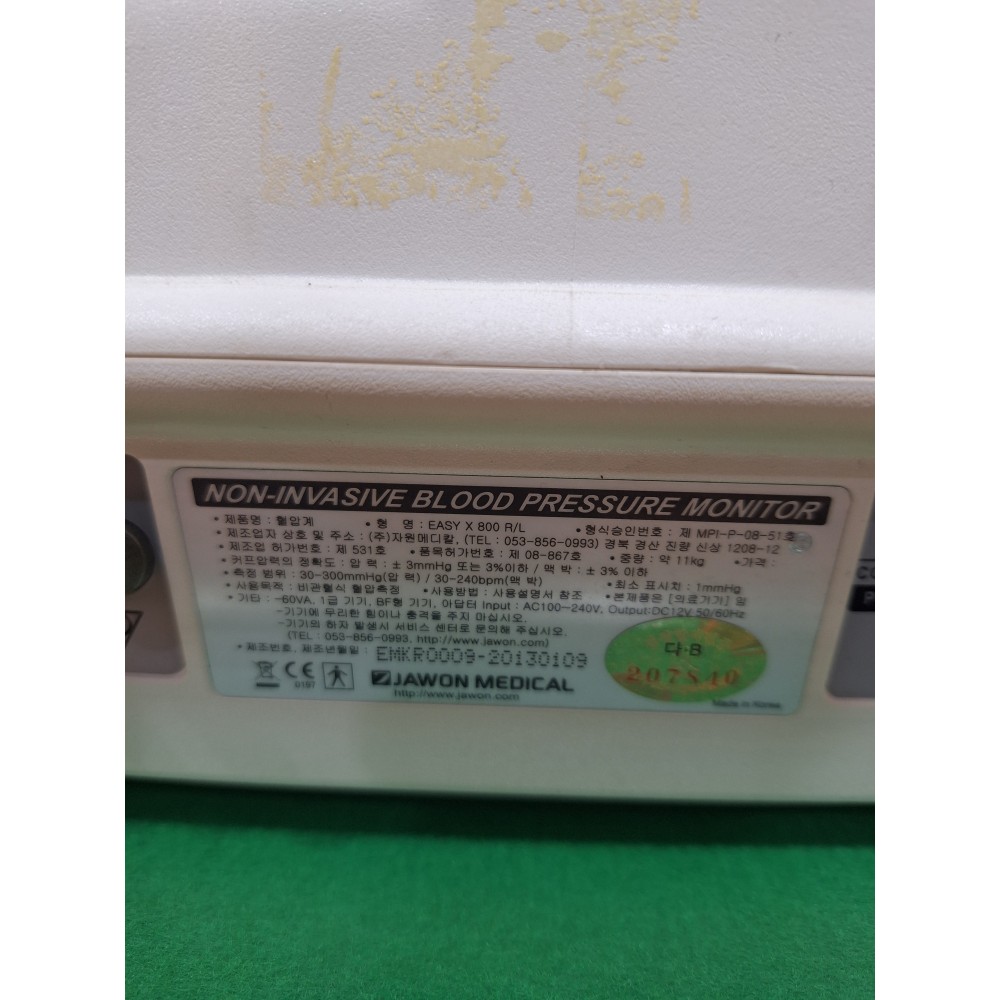 NON-INVASIVE BLOOD PRESSURE MONITOR
• 제품명 : 혈압계 • 형 명 : EASY X 800 R/L • 형식승인번호 : 제 MPI-P-08-51호
• 제조업자 상호 및 주소 : (주)자원메디칼, (TEL : 053-856-0993) 경북 경산 진량 신상 1208-12
• 제조업 허가번호 : 제 531호 • 품목허가번호 : 제 08-867호 • 중량 : 약 11kg • 가격 :
• 커프압력의 정확도 : 압 력 : ± 3mmHg 또는 3%이하 / 맥 박 : ± 3% 이하
• 측정 범위 : 30-300mmHg(압 력) / 30-240bpm(맥 박) • 최소 표시치 : 1mmHg
• 사용목적 : 비관혈식 혈압측정 • 사용방법 : 사용설명서 참조 • 본제품은 [의료기기] 임
• 기타 : -60VA, 1급 기기, BF형 기기, 아답터 Input : AC100~240V, Output:DC12V 50/60Hz
-기기에 무리한 힘이나 충격을 주지 마십시오.
-기기의 하자 발생시 서비스 센터로 문의해 주십시오.
(TEL : 053-856-0993, http://www.jawon.com)
• 제조번호, 제조년월일 : EMKR0009-20130109
CE 0197
JAWON MEDICAL
http://www.jawon.com
다-B
207840
Made in Korea
CO
P